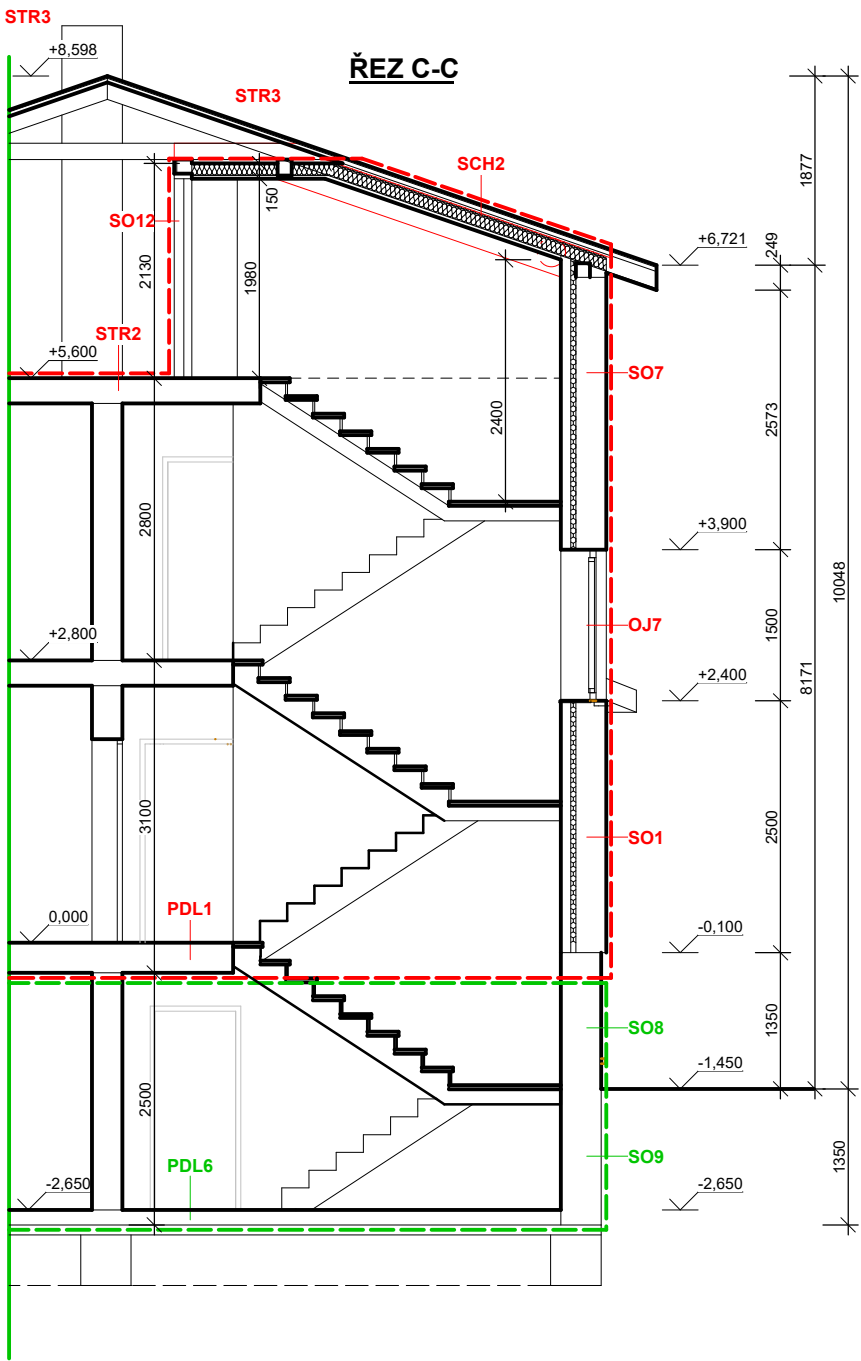 STR3
+8,598
ŘEZ C-C
STR3
SCH2
1877
150
SO12
+6,721
249
2130
1980
STR2
+5,600
SO7
2400
2573
2800
+3,900
10048
OJ7
1500
+2,800
+2,400
8171
3100
SO1
2500
PDL1
0,000
-0,100
SO8
1350
-1,450
2500
PDL6
SO9
1350
-2,650
-2,650